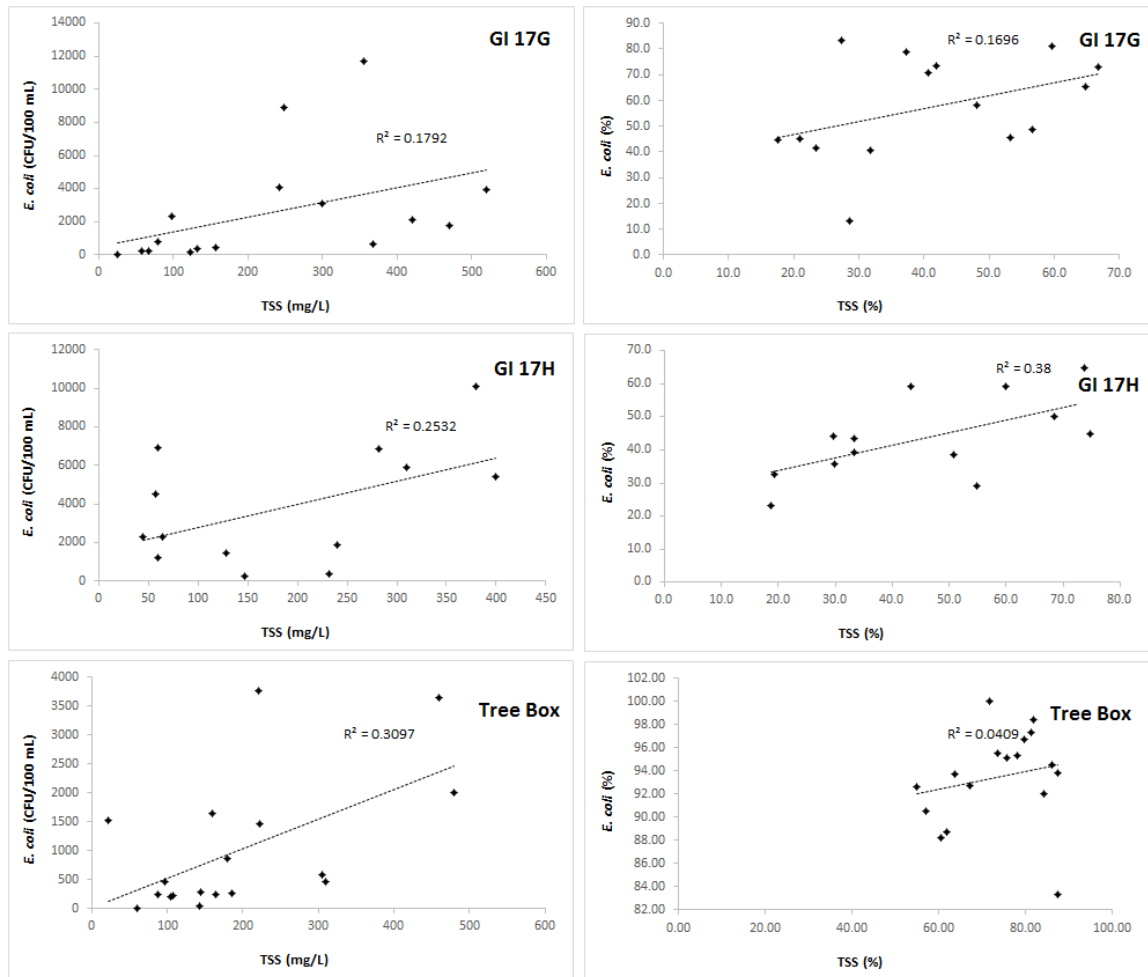 14000
12000
10000
8000
6000
4000
2000
0
E. coli (CFU/100 mL)
GI 17G
R² = 0.1792
0 100 200 300 400 500 600
TSS (mg/L)
90.0
80.0
70.0
60.0
50.0
40.0
30.0
20.0
10.0
0.0
E. coli (%)
R² = 0.1696
GI 17G
0.0 10.0 20.0 30.0 40.0 50.0 60.0 70.0
TSS (%)
12000
10000
8000
6000
4000
2000
0
E. coli (CFU/100 mL)
GI 17H
R² = 0.2532
0 50 100 150 200 250 300 350 400 450
TSS (mg/L)
70.0
60.0
50.0
40.0
30.0
20.0
10.0
0.0
E. coli (%)
R² = 0.38
GI 17H
0.0 10.0 20.0 30.0 40.0 50.0 60.0 70.0 80.0
TSS (%)
4000
3500
3000
2500
2000
1500
1000
500
0
E. coli (CFU/100 mL)
Tree Box
R² = 0.3097
0 100 200 300 400 500 600
TSS (mg/L)
102.00
100.00
98.00
96.00
94.00
92.00
90.00
88.00
86.00
84.00
82.00
E. coli (%)
Tree Box
R² = 0.0409
0.00 20.00 40.00 60.00 80.00 100.00
TSS (%)